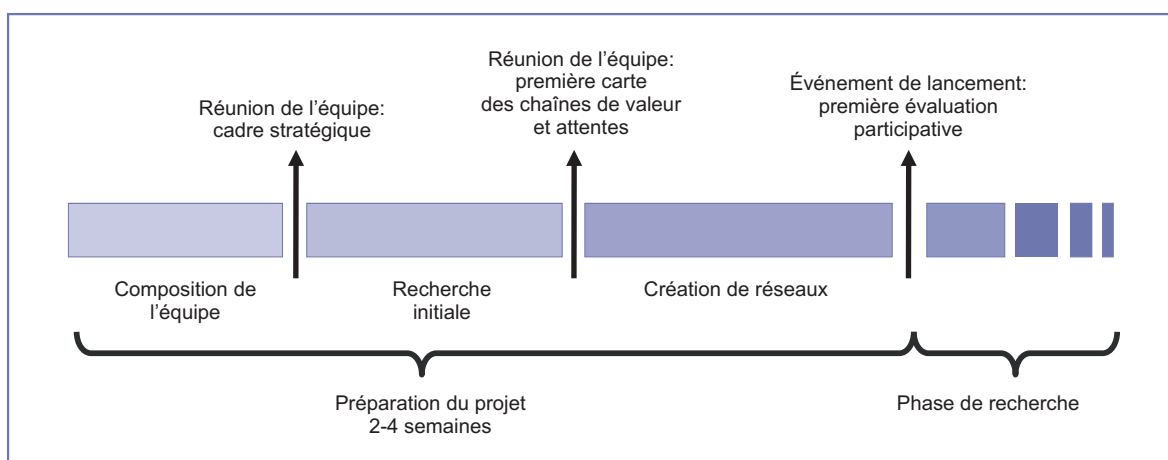 Réunion de l’équipe:
cadre stratégique
Réunion de l’équipe:
première carte
des chaînes de valeur
et attentes
Événement de lancement:
première évaluation
participative
Composition de
l’équipe
Recherche
initiale
Création de réseaux
Préparation du projet
2-4 semaines
Phase de recherche